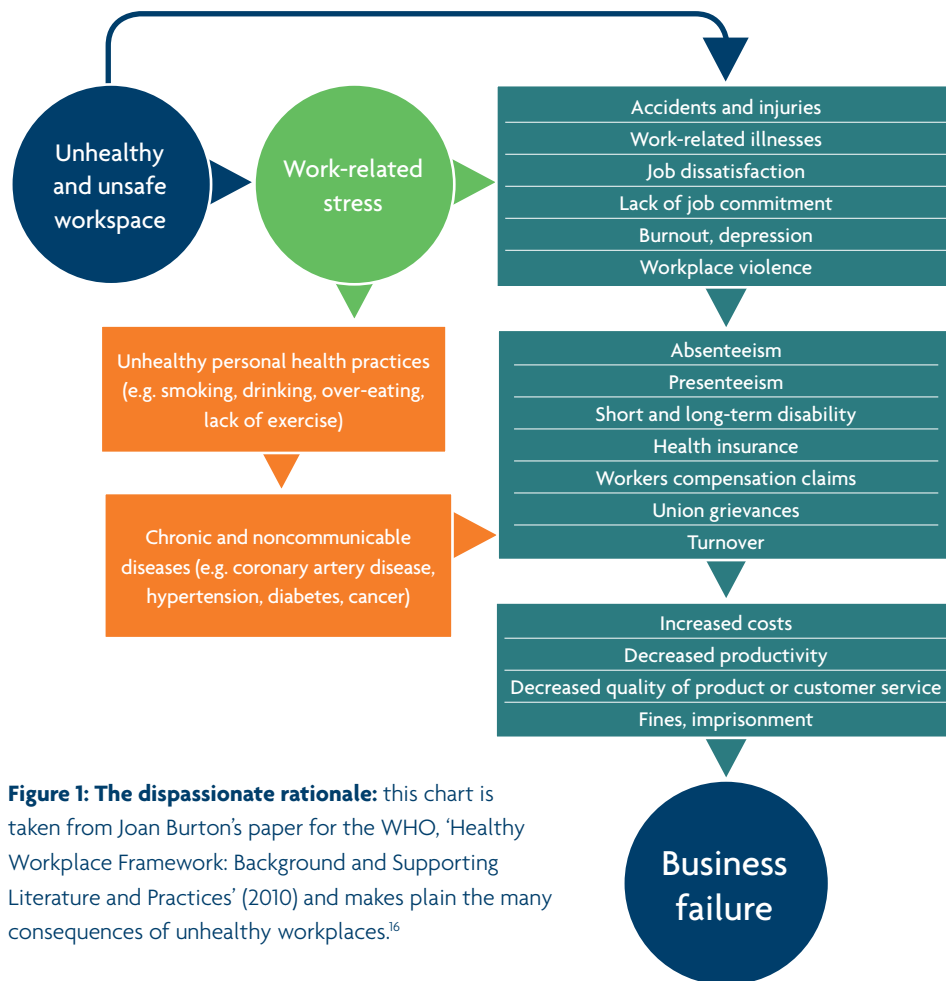 Unhealthy
and unsafe
workspace
Work-related
stress
Accidents and injuries
Work-related illnesses
Job dissatisfaction
Lack of job commitment
Burnout, depression
Workplace violence
Unhealthy personal health practices
(e.g. smoking, drinking, over-eating,
lack of exercise)
Chronic and noncommunicable
diseases (e.g. coronary artery disease,
hypertension, diabetes, cancer)
Absenteeism
Presenteeism
Short and long-term disability
Health insurance
Workers compensation claims
Union grievances
Turnover
Increased costs
Decreased productivity
Decreased quality of product or customer service
Fines, imprisonment
Business
failure
Figure 1: The dispassionate rationale: this chart is
taken from Joan Burton’s paper for the WHO, ‘Healthy
Workplace Framework: Background and Supporting
Literature and Practices’ (2010) and makes plain the many
consequences of unhealthy workplaces.16